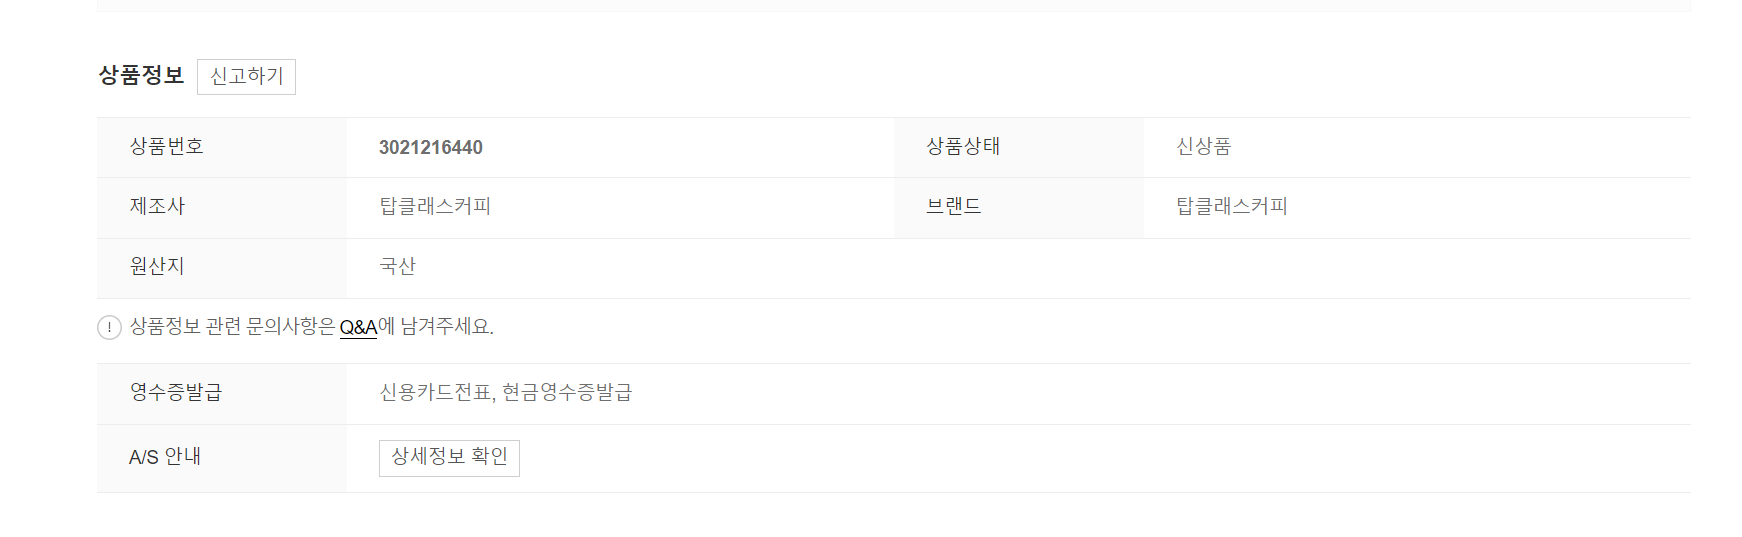 상품정보 신고하기
상품번호 3021216440 상품상태 신상품
제조사 탑클래스커피 브랜드 탑클래스커피
원산지 국산
! 상품정보 관련 문의사항은 Q&A에 남겨주세요.
영수증발급 신용카드전표, 현금영수증발급
A/S 안내 상세정보 확인